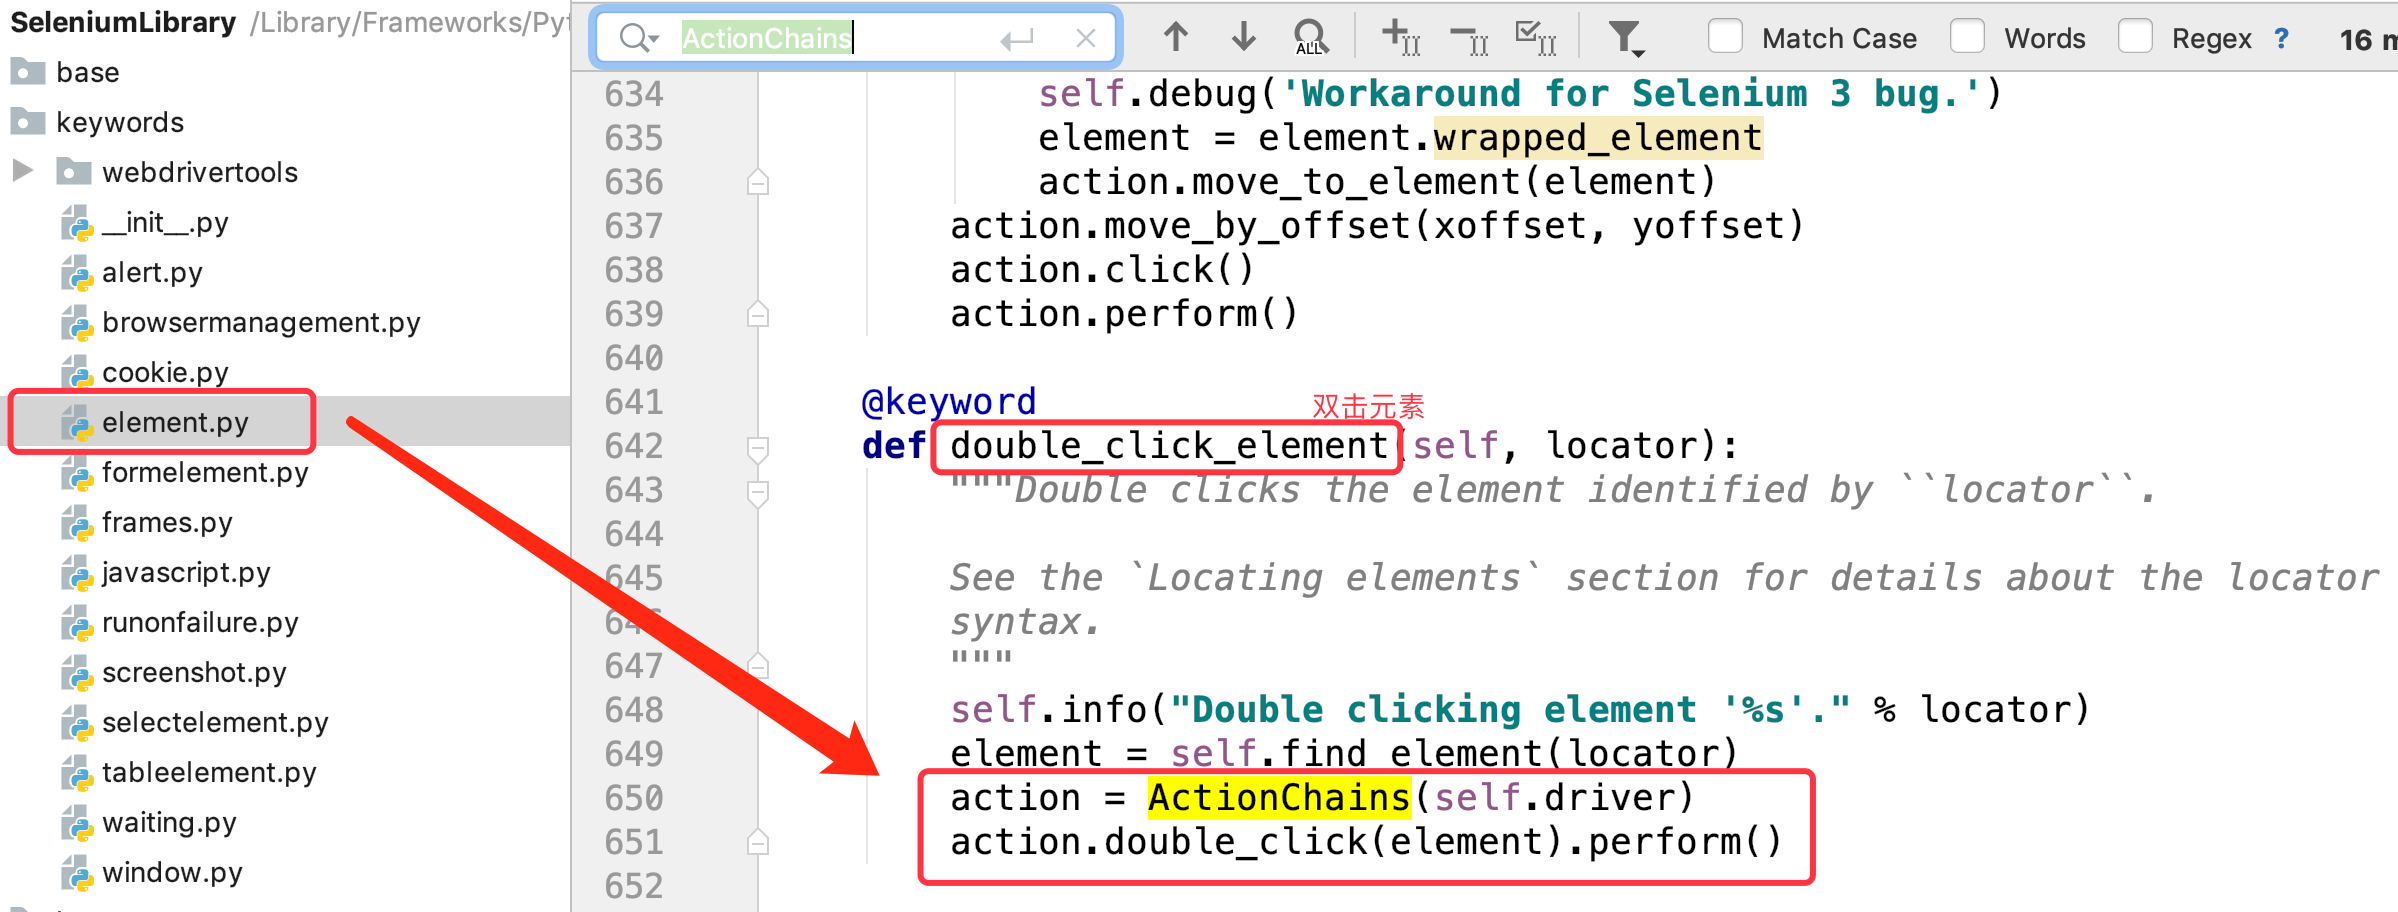 SeleniumLibrary /Library/Frameworks/Pyt
base
keywords
webdrivertools
__init__.py
alert.py
browsermanagement.py
cookie.py
element.py
formelement.py
frames.py
javascript.py
runonfailure.py
screenshot.py
selectelement.py
tableelement.py
waiting.py
window.py
ActionChains
ALL
Match Case Words Regex ? 16 m
634 self.debug('Workaround for Selenium 3 bug.')
635 element = element.wrapped_element
636 action.move_to_element(element)
637 action.move_by_offset(xoffset, yoffset)
638 action.click()
639 action.perform()
640
641 @keyword
双击元素
642 def double_click_element(self, locator):
643 """Double clicks the element identified by ``locator``.
644
645 See the `Locating elements` section for details about the locator
syntax.
647 """
648 self.info("Double clicking element '%s'." % locator)
649 element = self.find_element(locator)
650 action = ActionChains(self.driver)
651 action.double_click(element).perform()
652